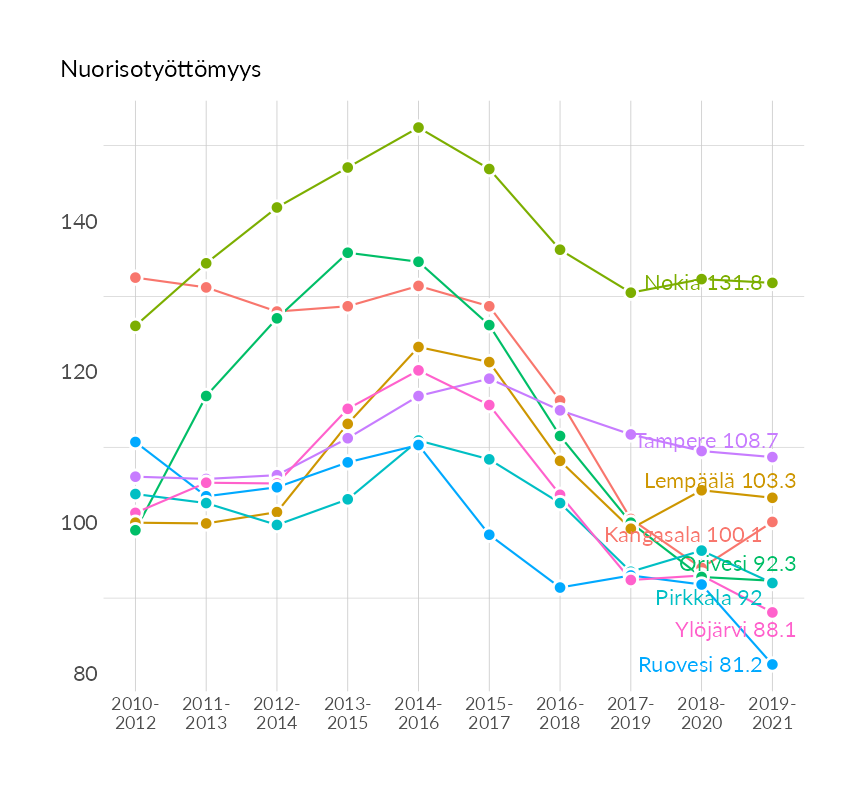 Nuorisotyöttömyys
140
120
100
80
Nokia 131.8
Tampere 108.7
Lempäälä 103.3
Kangasala 100.1
Orivesi 92.3
Pirkkala 92
Ylöjärvi 88.1
Ruovesi 81.2
2010-
2012
2011-
2013
2012-
2014
2013-
2015
2014-
2016
2015-
2017
2016-
2018
2017-
2019
2018-
2020
2019-
2021